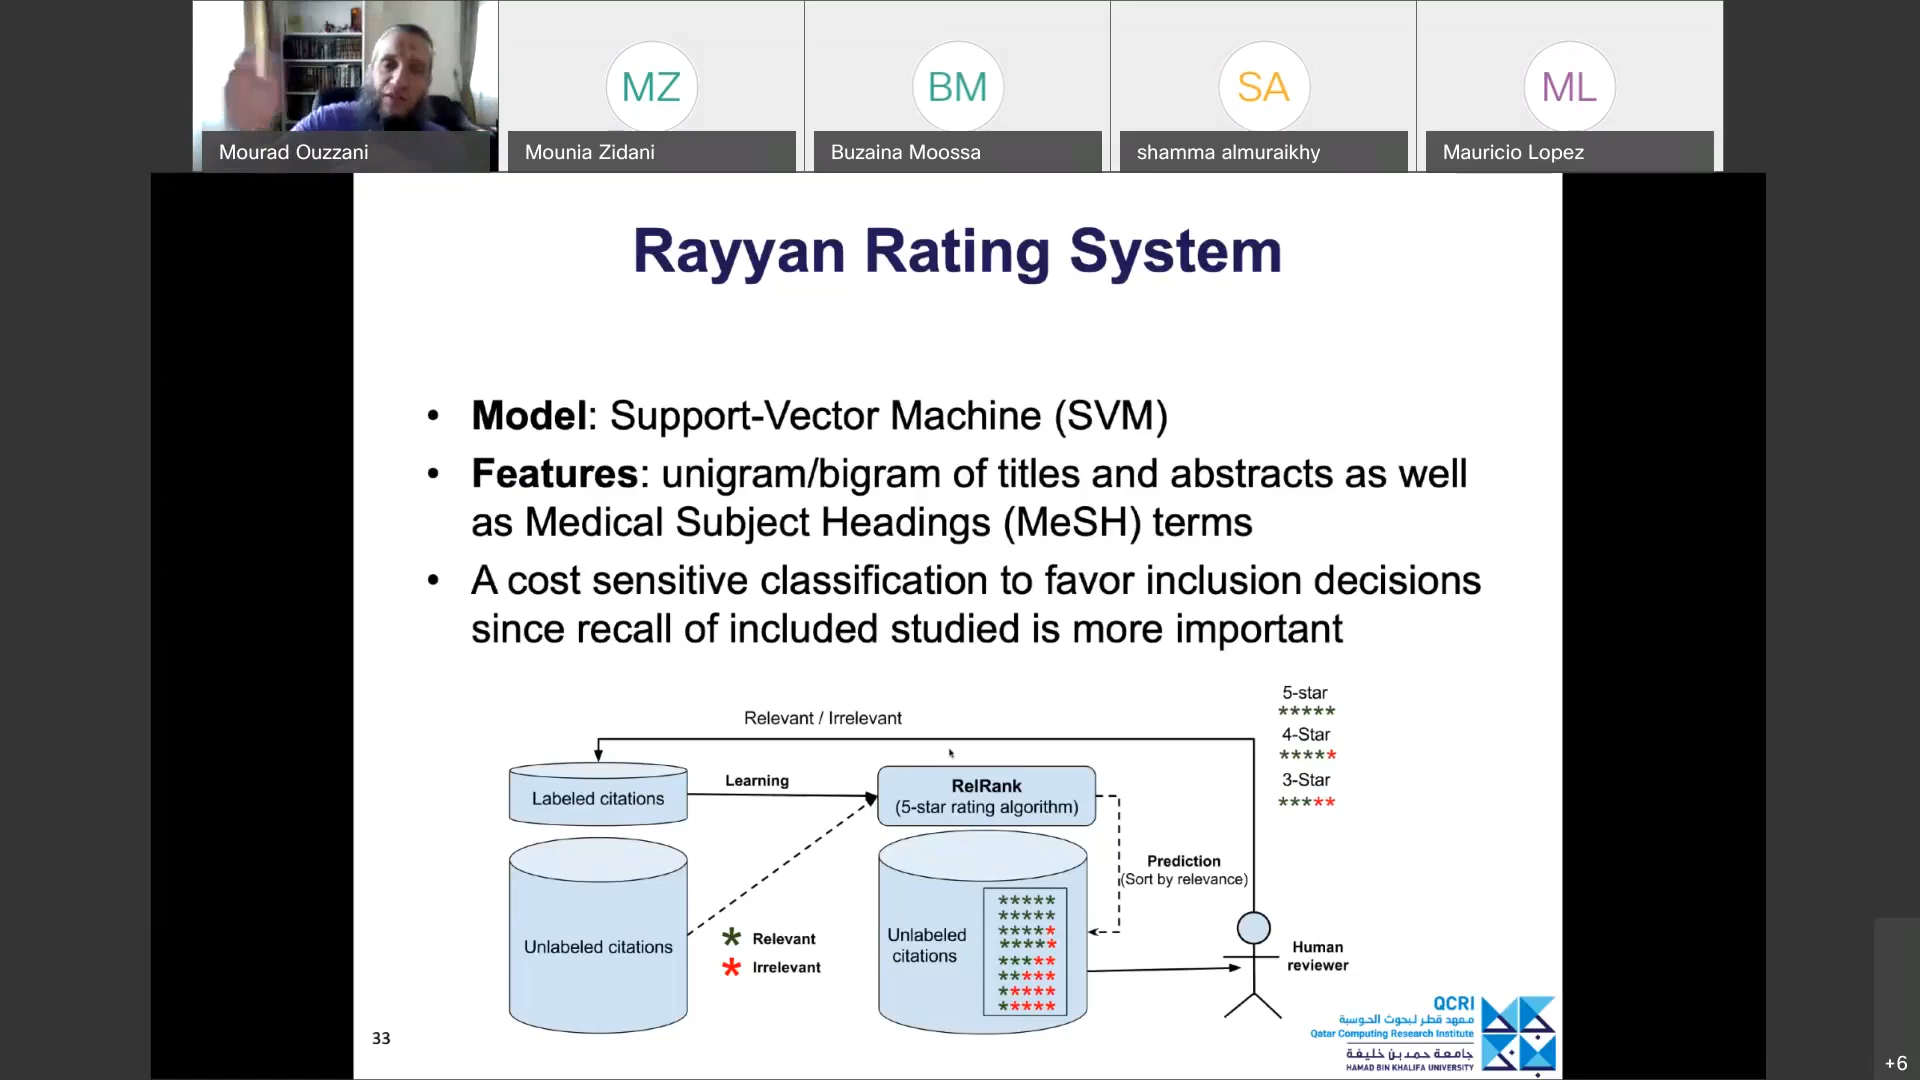 MZ
BM
SA
ML
Mourad Ouzzani
Mounia Zidani
Buzaina Moossa
shamma almuraikhy
Mauricio Lopez
Rayyan Rating System
• Model: Support-Vector Machine (SVM)
• Features: unigram/bigram of titles and abstracts as well
as Medical Subject Headings (MeSH) terms
• A cost sensitive classification to favor inclusion decisions
since recall of included studied is more important
5-star
*****
4-Star
*****
3-Star
*****
Relevant / Irrelevant
Labeled citations
Learning
RelRank
(5-star rating algorithm)
Prediction
(Sort by relevance)
Unlabeled citations
* Relevant
* Irrelevant
Unlabeled
citations
*****
*****
*****
*****
*****
*****
*****
*****
Human
reviewer
33
QCRI
معهد قطر لبحوث الحوسبة
Qatar Computing Research Institute
جامعة حمد بن خليفة
HAMAD BIN KHALIFA UNIVERSITY
+6